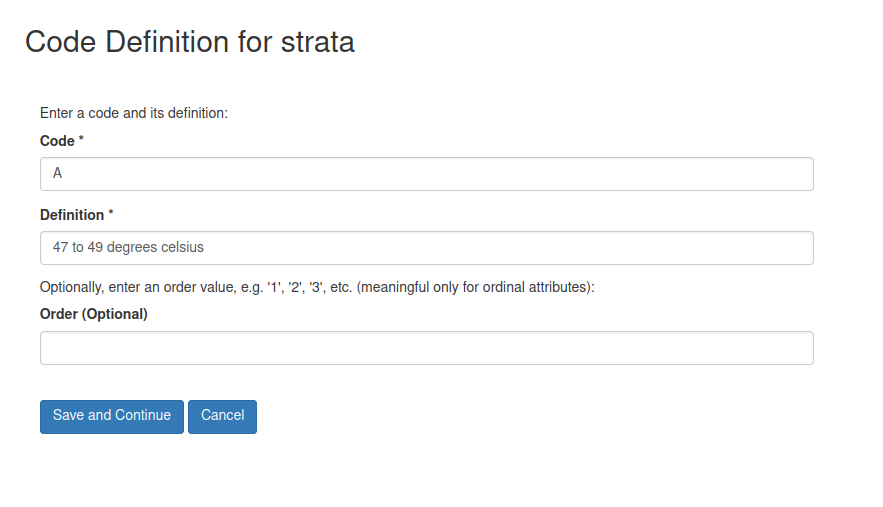 Code Definition for strata
Enter a code and its definition:
Code *
A
Definition *
47 to 49 degrees celsius
Optionally, enter an order value, e.g. '1', '2', '3', etc. (meaningful only for ordinal attributes):
Order (Optional)
Save and Continue Cancel